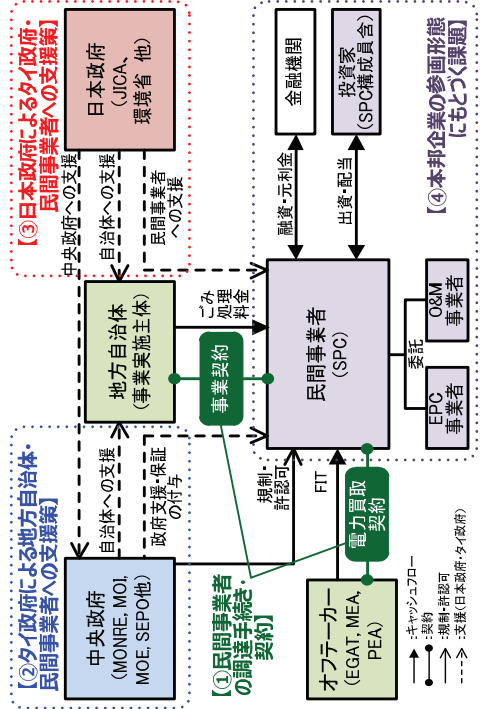 【②タイ政府による地方自治体・
民間事業者への支援策】
【③日本政府によるタイ政府・
民間事業者への支援策】
中央政府への支援
中央政府
(MONRE, MOI,
MOE, SEPO他)
自治体への支援
政府支援・保証
の付与
地方自治体
(事業実施主体)
自治体への支援
民間事業者
への支援
日本政府
(JICA、
環境省 他)
【①民間事業者
の調達手続き・
契約】
規制・
許認可
事業契約
ごみ
処理
料金
オフテーカー
(EGAT, MEA,
PEA)
FIT
電力買取
契約
民間事業者
(SPC)
融資・元利金
金融機関
出資・配当
投資家
(SPC構成員含)
委託
EPC
事業者
O&M
事業者
【④本邦企業の参画形態
にもとづく課題】
:キャッシュフロー
:契約
:規制・許認可
:支援(日本政府・タイ政府)